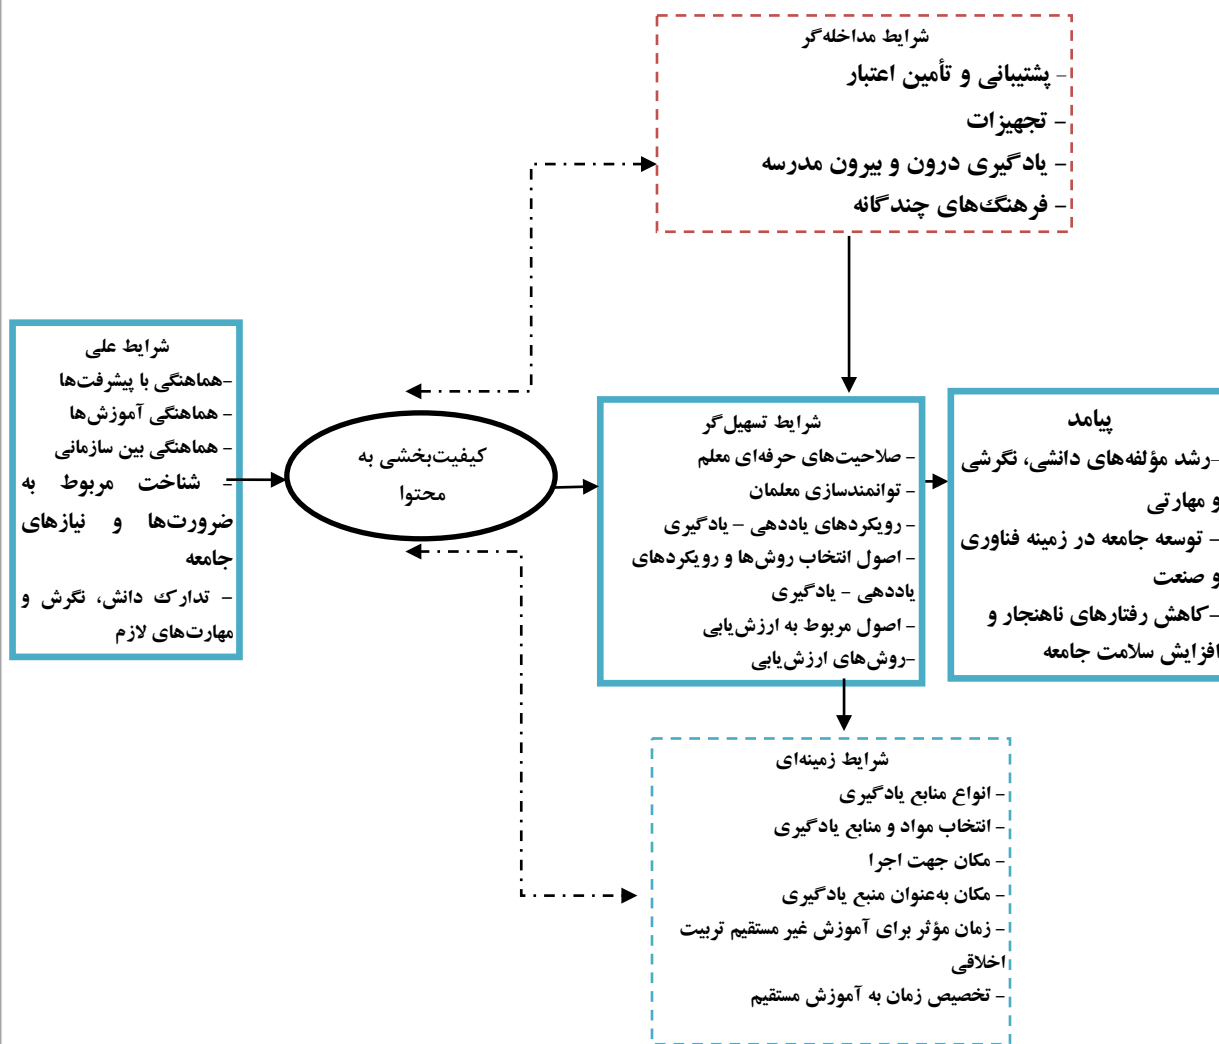 شرایط مداخله‌گر
- پشتیبانی و تأمین اعتبار
- تجهیزات
- یادگیری درون و بیرون مدرسه
- فرهنگ‌های چندگانه
شرایط علی
-هماهنگی با پیشرفت‌ها
- هماهنگی آموزش‌ها
- هماهنگی بین سازمانی
- شناخت مربوط به
ضرورت‌ها و نیازهای
جامعه
- تدارک دانش، نگرش و
مهارت‌های لازم
کیفیت‌بخشی به
محتوا
شرایط تسهیل‌گر
- صلاحیت‌های حرفه‌ای معلم
- توانمندسازی معلمان
- رویکردهای یاددهی – یادگیری
- اصول انتخاب روش‌ها و رویکردهای
یاددهی - یادگیری
- اصول مربوط به ارزش‌یابی
-روش‌های ارزش‌یابی
پیامد
-رشد مؤلفه‌های دانشی، نگرشی
و مهارتی
- توسعه جامعه در زمینه فناوری
و صنعت
-کاهش رفتارهای ناهنجار و
افزایش سلامت جامعه
شرایط زمینه‌ای
- انواع منابع یادگیری
- انتخاب مواد و منابع یادگیری
- مکان جهت اجرا
- مکان به‌عنوان منبع یادگیری
- زمان مؤثر برای آموزش غیر مستقیم تربیت
اخلاقی
- تخصیص زمان به آموزش مستقیم